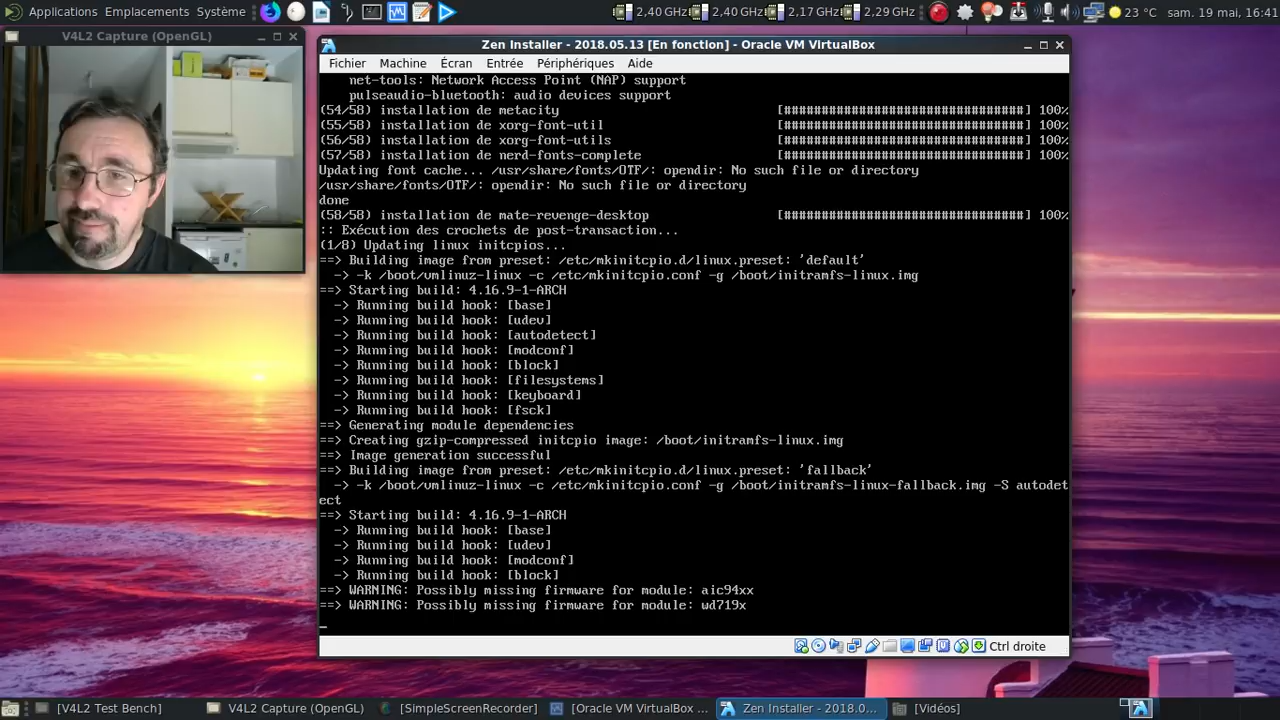 Applications Emplacements Système 2,40 GHz 2,40 GHz 2,17 GHz 2,29 GHz 23 °C sam. 19 mai, 16:41
V4L2 Capture (OpenGL)
Zen Installer - 2018.05.13 [En fonction] - Oracle VM VirtualBox
Fichier Machine Écran Entrée Périphériques Aide
net-tools: Network Access Point (NAP) support
pulseaudio-bluetooth: audio devices support
(54/58) installation de metacity [################################] 100%
(55/58) installation de xorg-font-util [################################] 100%
(56/58) installation de xorg-font-utils [################################] 100%
(57/58) installation de nerd-fonts-complete [################################] 100%
Updating font cache... /usr/share/fonts/OTF/: opendir: No such file or directory
/usr/share/fonts/OTF/: opendir: No such file or directory
done
(58/58) installation de mate-revenge-desktop [################################] 100%
:: Exécution des crochets de post-transaction...
(1/8) Updating linux initcpios...
==> Building image from preset: /etc/mkinitcpio.d/linux.preset: 'default'
-> -k /boot/vmlinuz-linux -c /etc/mkinitcpio.conf -g /boot/initramfs-linux.img
==> Starting build: 4.16.9-1-ARCH
-> Running build hook: [base]
-> Running build hook: [udev]
-> Running build hook: [autodetect]
-> Running build hook: [modconf]
-> Running build hook: [block]
-> Running build hook: [filesystems]
-> Running build hook: [keyboard]
-> Running build hook: [fsck]
==> Generating module dependencies
==> Creating gzip-compressed initcpio image: /boot/initramfs-linux.img
==> Image generation successful
==> Building image from preset: /etc/mkinitcpio.d/linux.preset: 'fallback'
-> -k /boot/vmlinuz-linux -c /etc/mkinitcpio.conf -g /boot/initramfs-linux-fallback.img -S autodet
ect
==> Starting build: 4.16.9-1-ARCH
-> Running build hook: [base]
-> Running build hook: [udev]
-> Running build hook: [modconf]
-> Running build hook: [block]
==> WARNING: Possibly missing firmware for module: aic94xx
==> WARNING: Possibly missing firmware for module: wd719x
_
Ctrl droite
[V4L2 Test Bench] V4L2 Capture (OpenGL) [SimpleScreenRecorder] [Oracle VM VirtualBox ... Zen Installer - 2018.0... [Vidéos]